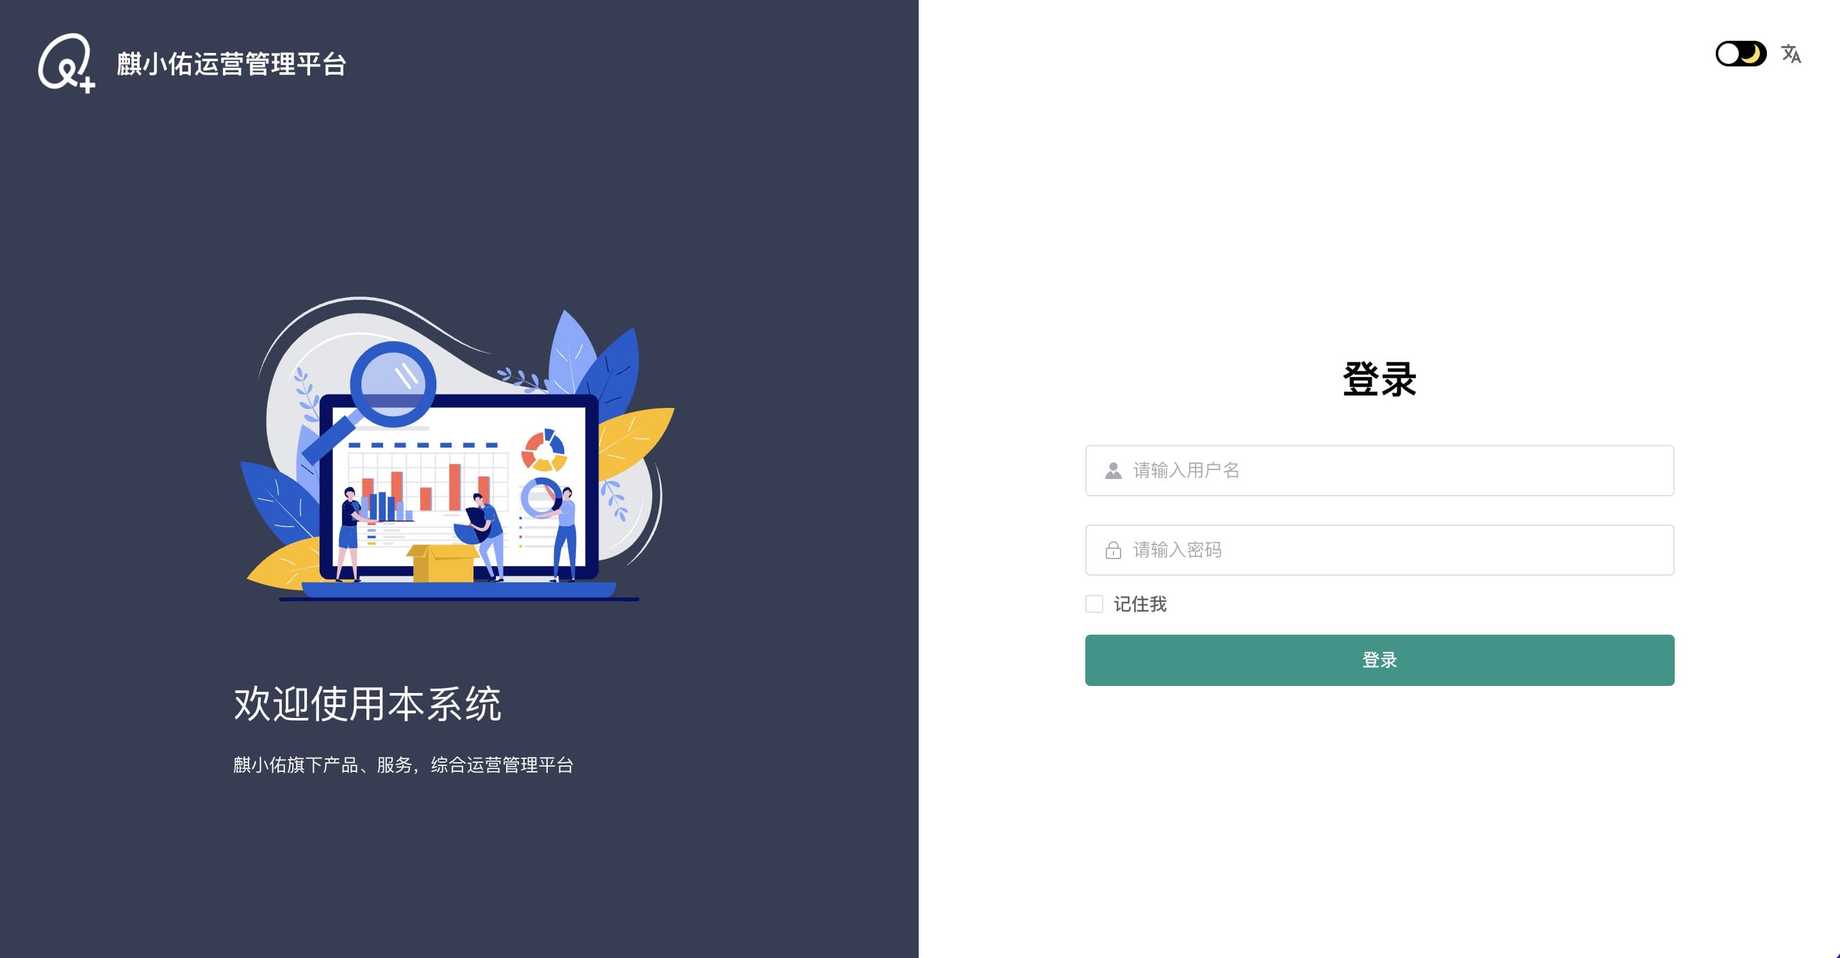 麒小佑运营管理平台
欢迎使用本系统
麒小佑旗下产品、服务，综合运营管理平台
登录
请输入用户名
请输入密码
记住我
登录